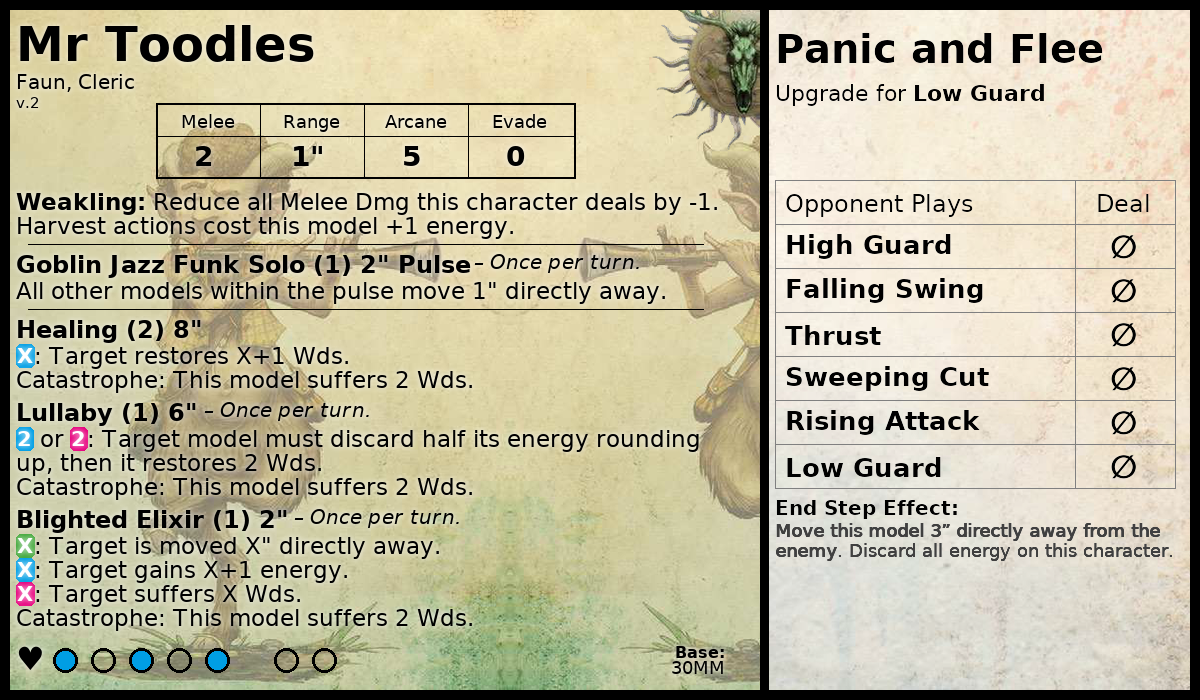 Mr Toodles
Faun, Cleric
v.2
Melee Range Arcane Evade
2 1" 5 0
Weakling: Reduce all Melee Dmg this character deals by -1.
Harvest actions cost this model +1 energy.
Goblin Jazz Funk Solo (1) 2" Pulse – Once per turn.
All other models within the pulse move 1" directly away.
Healing (2) 8"
X: Target restores X+1 Wds.
Catastrophe: This model suffers 2 Wds.
Lullaby (1) 6" – Once per turn.
2 or 2: Target model must discard half its energy rounding
up, then it restores 2 Wds.
Catastrophe: This model suffers 2 Wds.
Blighted Elixir (1) 2" – Once per turn.
X: Target is moved X" directly away.
X: Target gains X+1 energy.
X: Target suffers X Wds.
Catastrophe: This model suffers 2 Wds.
Base:
30MM
Panic and Flee
Upgrade for Low Guard
Opponent Plays Deal
High Guard ∅
Falling Swing ∅
Thrust ∅
Sweeping Cut ∅
Rising Attack ∅
Low Guard ∅
End Step Effect:
Move this model 3” directly away from the
enemy. Discard all energy on this character.